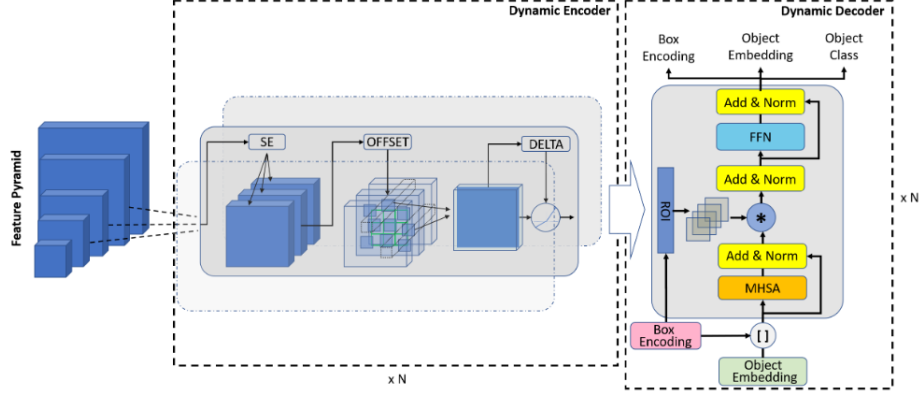 Dynamic Encoder
Dynamic Decoder
Feature Pyramid
SE
OFFSET
DELTA
x N
Box
Encoding
Object
Embedding
Object
Class
Add & Norm
FFN
Add & Norm
ROI
*
Add & Norm
MHSA
Box
Encoding
[ ]
Object
Embedding
x N